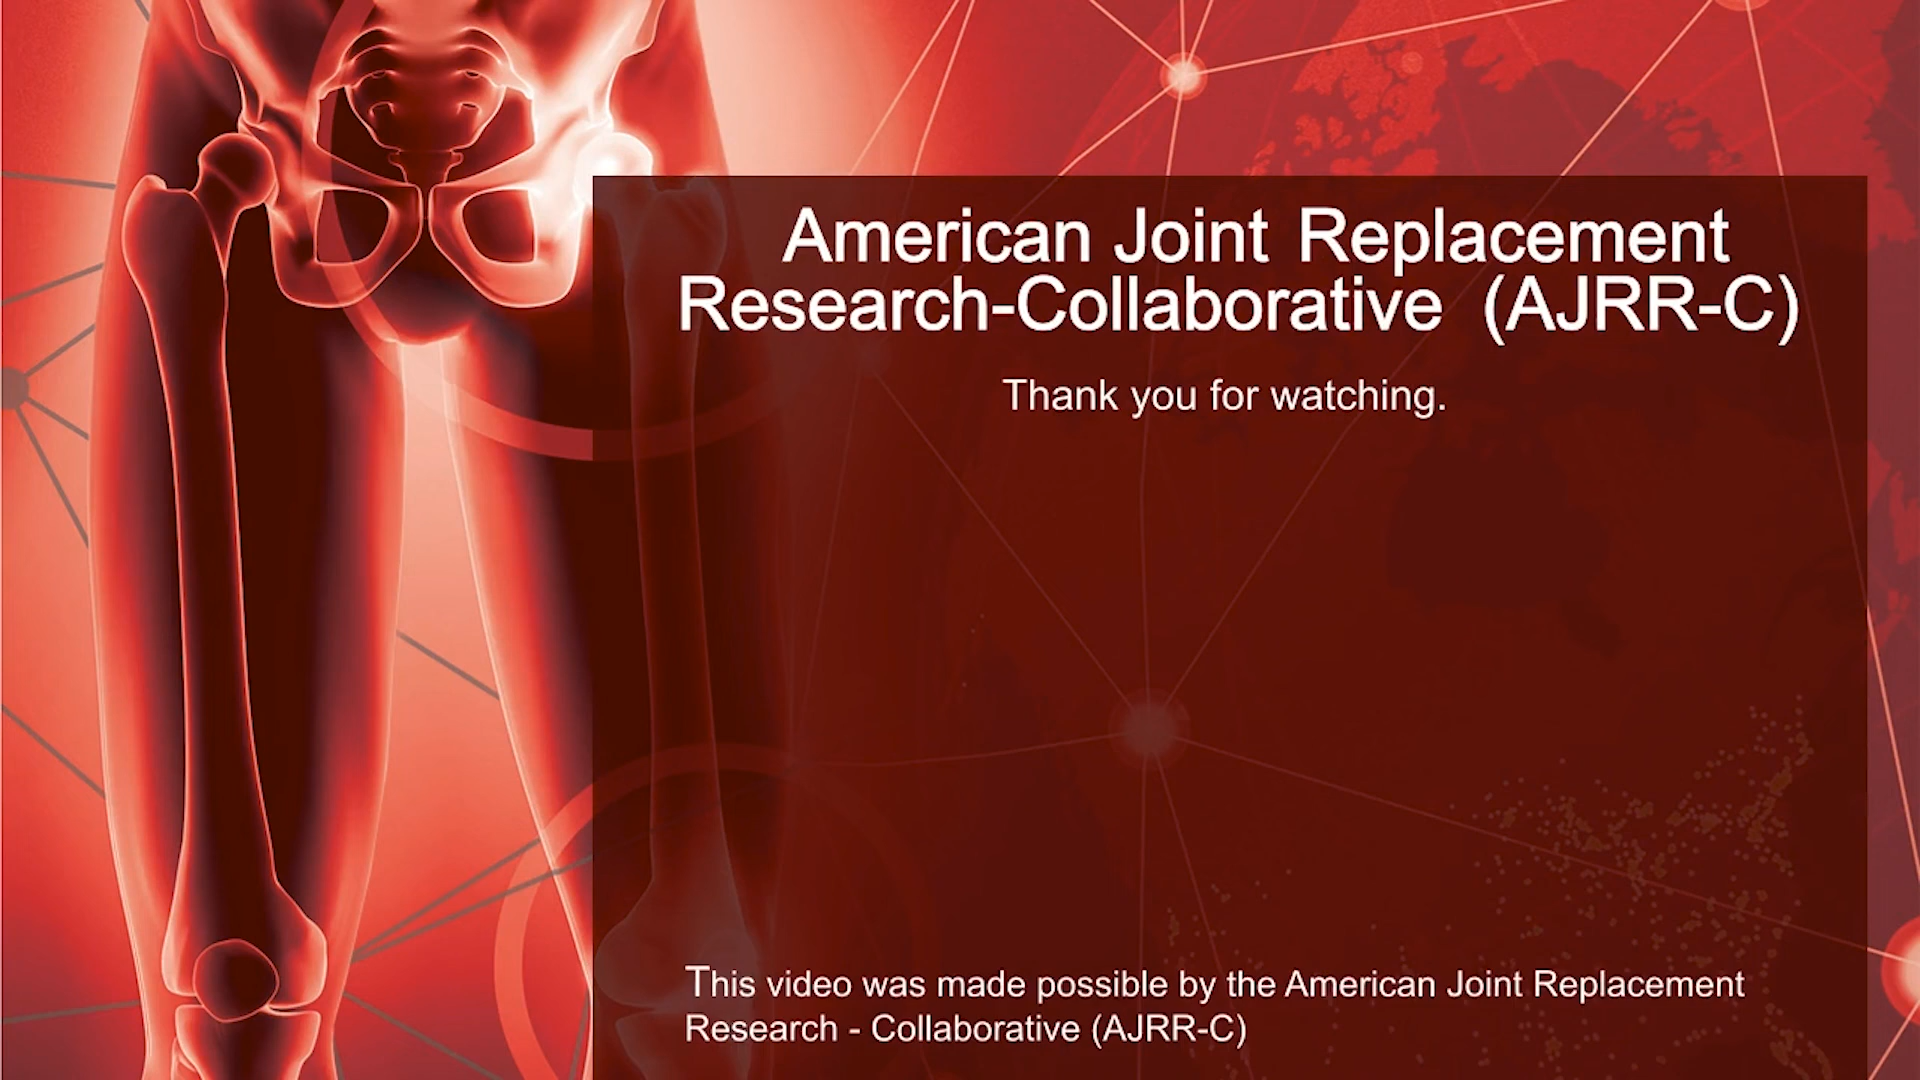 American Joint Replacement
Research-Collaborative (AJRR-C)
Thank you for watching.
This video was made possible by the American Joint Replacement
Research - Collaborative (AJRR-C)